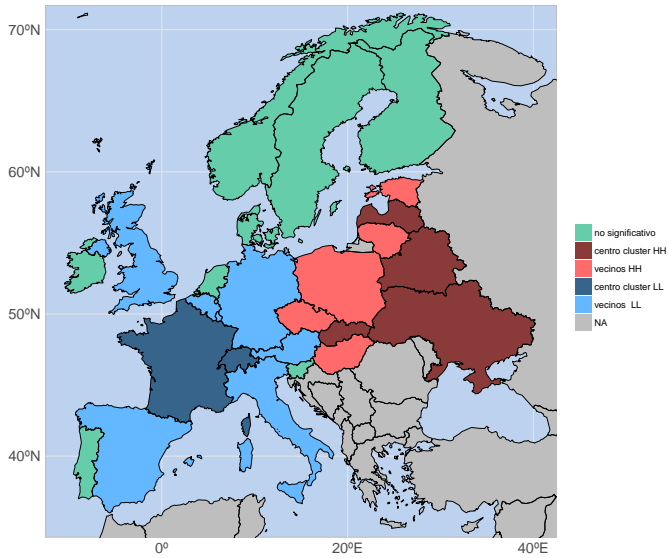 70ºN
60ºN
50ºN
40ºN
0º
20ºE
40ºE
no significativo
centro cluster HH
vecinos HH
centro cluster LL
vecinos LL
NA